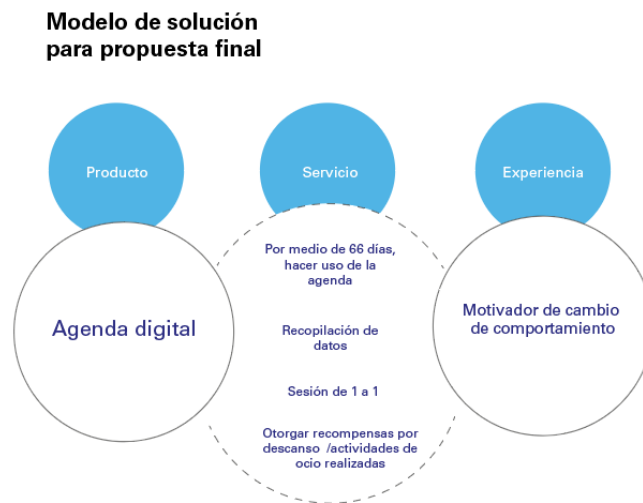 Modelo de solución
para propuesta final
Producto
Servicio
Experiencia
Por medio de 66 días,
hacer uso de la
agenda
Agenda digital
Recopilación de
datos
Sesión de 1 a 1
Otorgar recompensas por
descanso /actividades de
ocio realizadas
Motivador de cambio
de comportamiento